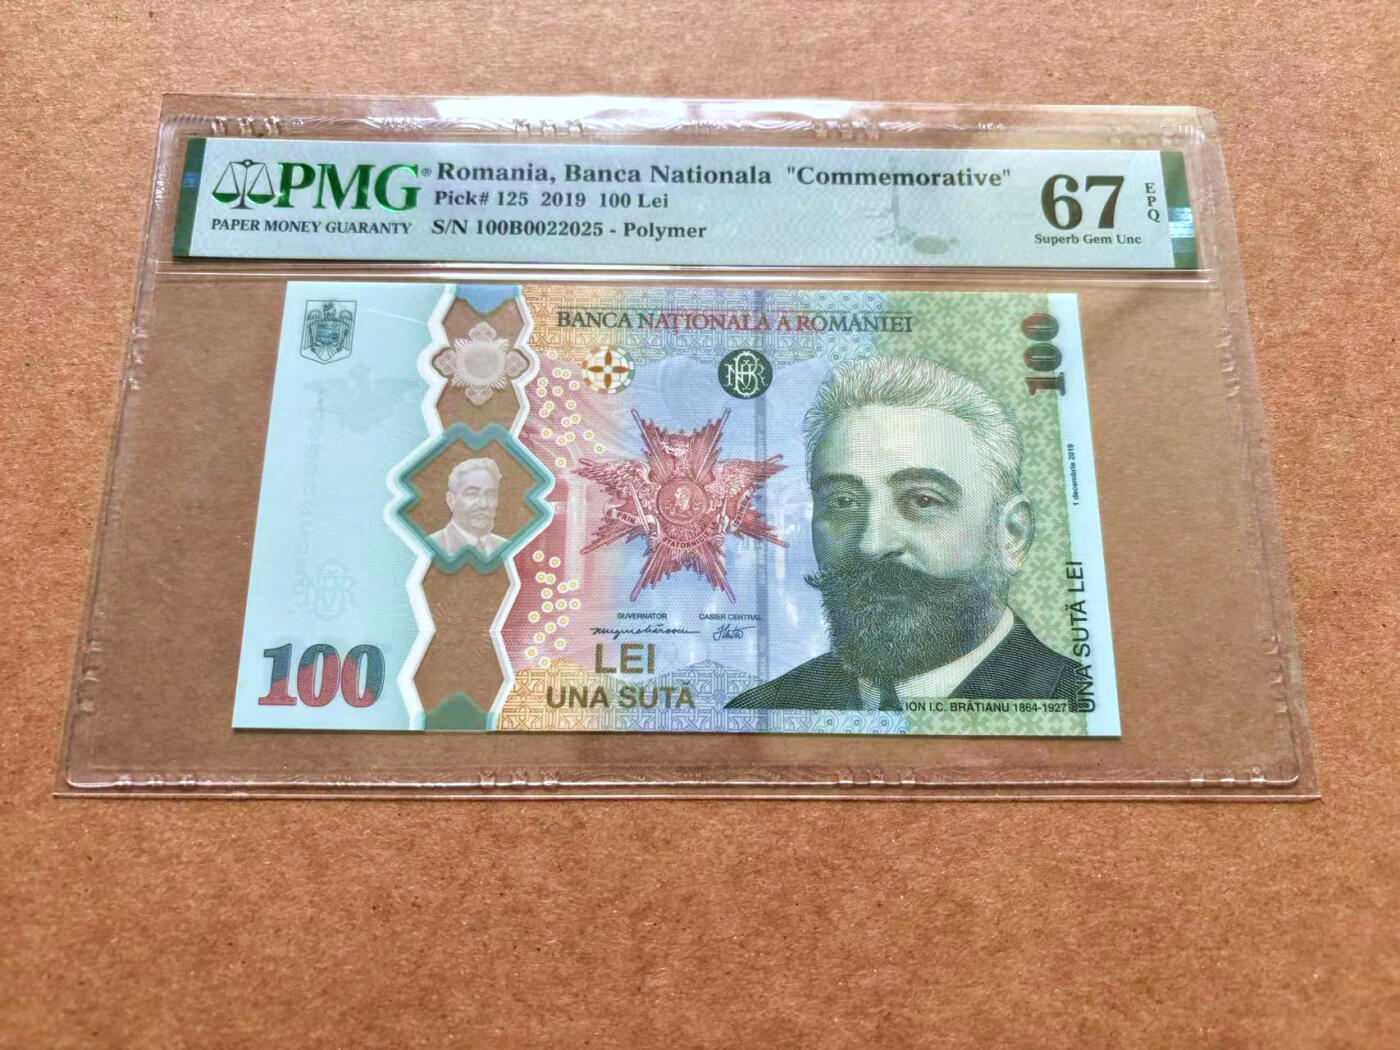 PMG® Romania, Banca Nationala "Commemorative"
Pick# 125 2019 100 Lei
PAPER MONEY GUARANTY
S/N 100B0022025 - Polymer
67
EPQ
Superb Gem Unc
BANCA NAȚIONALĂ A ROMÂNIEI
100
BNR
1 decembrie 2019
PRIN
GUVERNATOR
CASIER CENTRAL
LEI
UNA SUTĂ
100
UNA SUTĂ LEI
ION I.C. BRĂTIANU 1864-1927